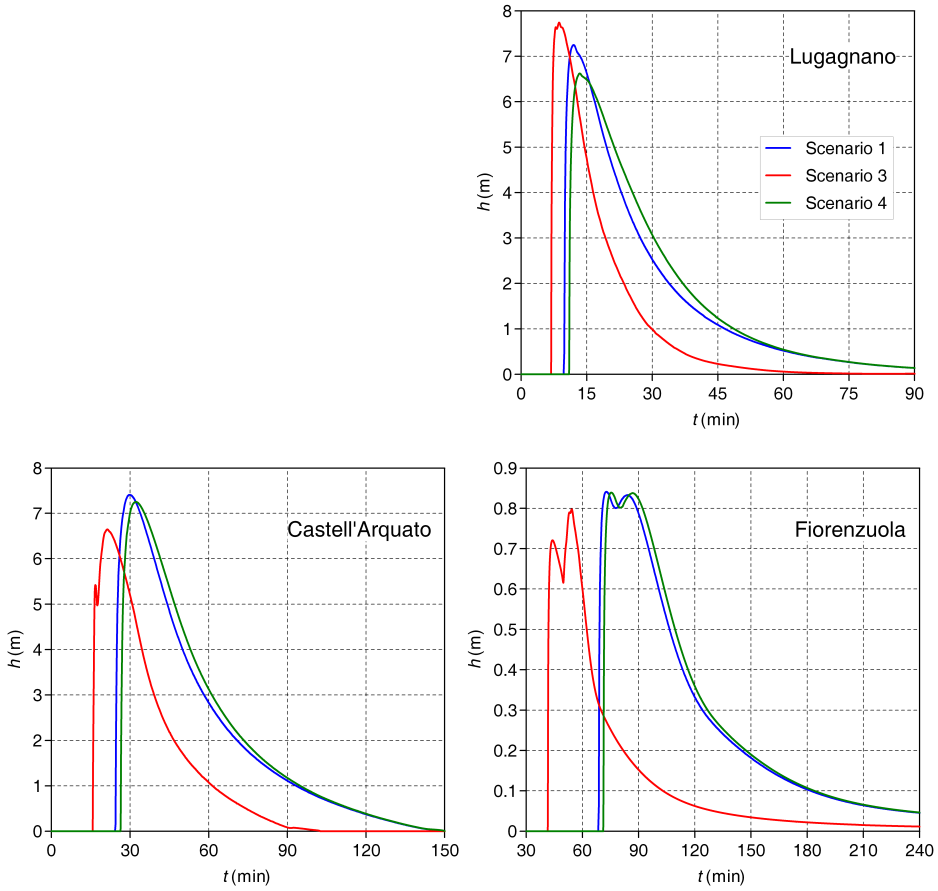 8
7
6
5
4
3
2
1
0
h (m)
Lugagnano
Scenario 1
Scenario 3
Scenario 4
0 15 30 45 60 75 90
t (min)
8
7
6
5
4
3
2
1
0
h (m)
Castell'Arquato
0 30 60 90 120 150
t (min)
0.9
0.8
0.7
0.6
0.5
0.4
0.3
0.2
0.1
0
h (m)
Fiorenzuola
30 60 90 120 150 180 210 240
t (min)